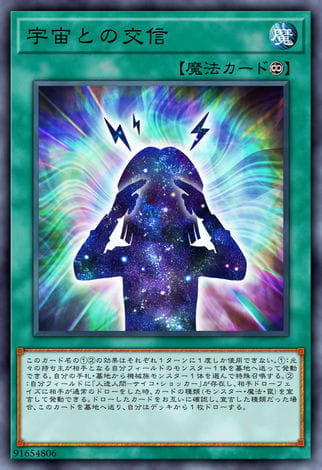 宇宙との交信
魔
【魔法カード♾】
このカード名の①②の効果はそれぞれ１ターンに１度しか使用できない。①：元
々の持ち主が相手となる自分フィールドのモンスター１体を墓地へ送って発動
できる。自分の手札・墓地から機械族モンスター１体を選んで特殊召喚する。②
：自分フィールドに「人造人間－サイコ・ショッカー」が存在し、相手ドローフェ
イズに相手が通常のドローをした時、カードの種類（モンスター・魔法・罠）を宣
言して発動できる。ドローしたカードをお互いに確認し、宣言した種類だった場
合、このカードを墓地へ送り、自分はデッキから１枚ドローする。
91654806